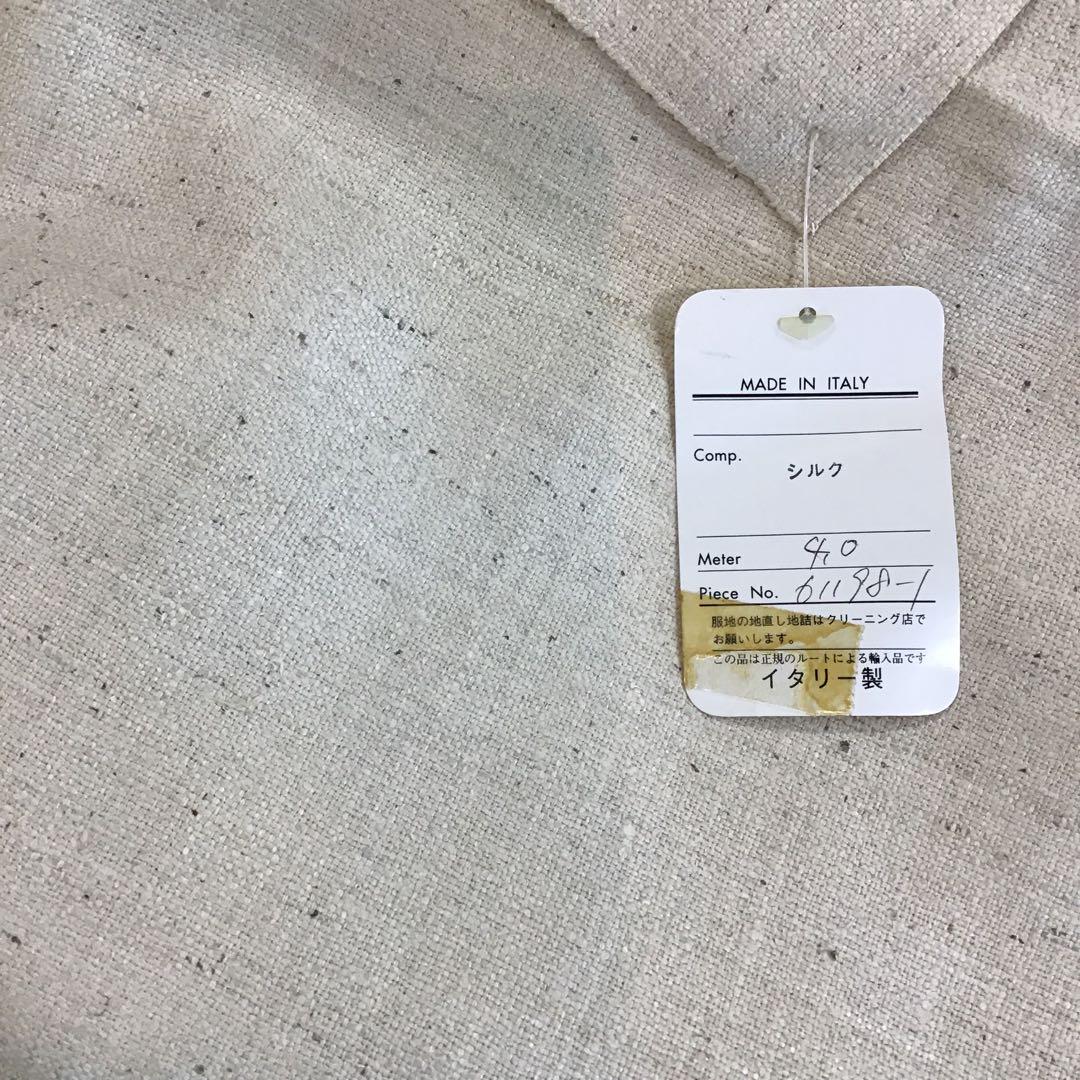 MADE IN ITALY
Comp.
シルク
Meter 4,0
Piece No. 61198-1
服地の地直し地詰はクリーニング店で
お願いします。
この品は正規のルートによる輸入品です
イタリー製